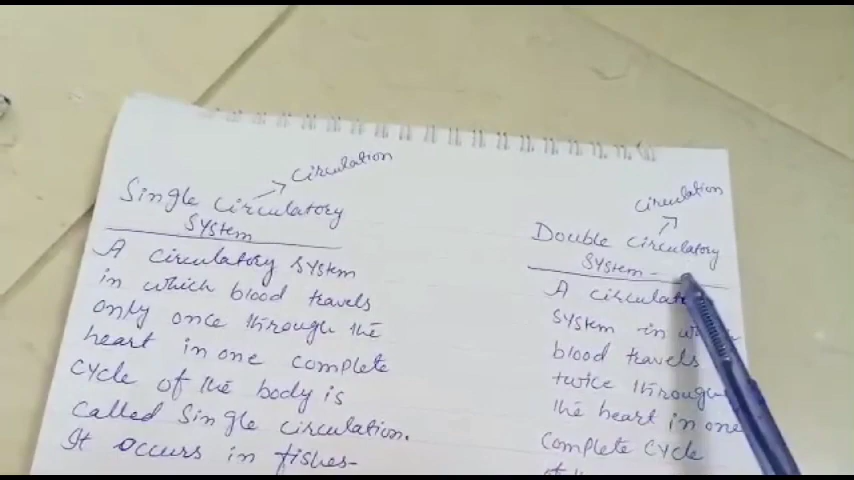 Circulation
Single Circulatory
System
A circulatory system
in which blood travels
only once through the
heart in one complete
cycle of the body is
called single circulation.
It occurs in fishes-
Circulation
Double Circulatory
System-
A
System in
blood travels
twice through
the heart in one
complete cycle